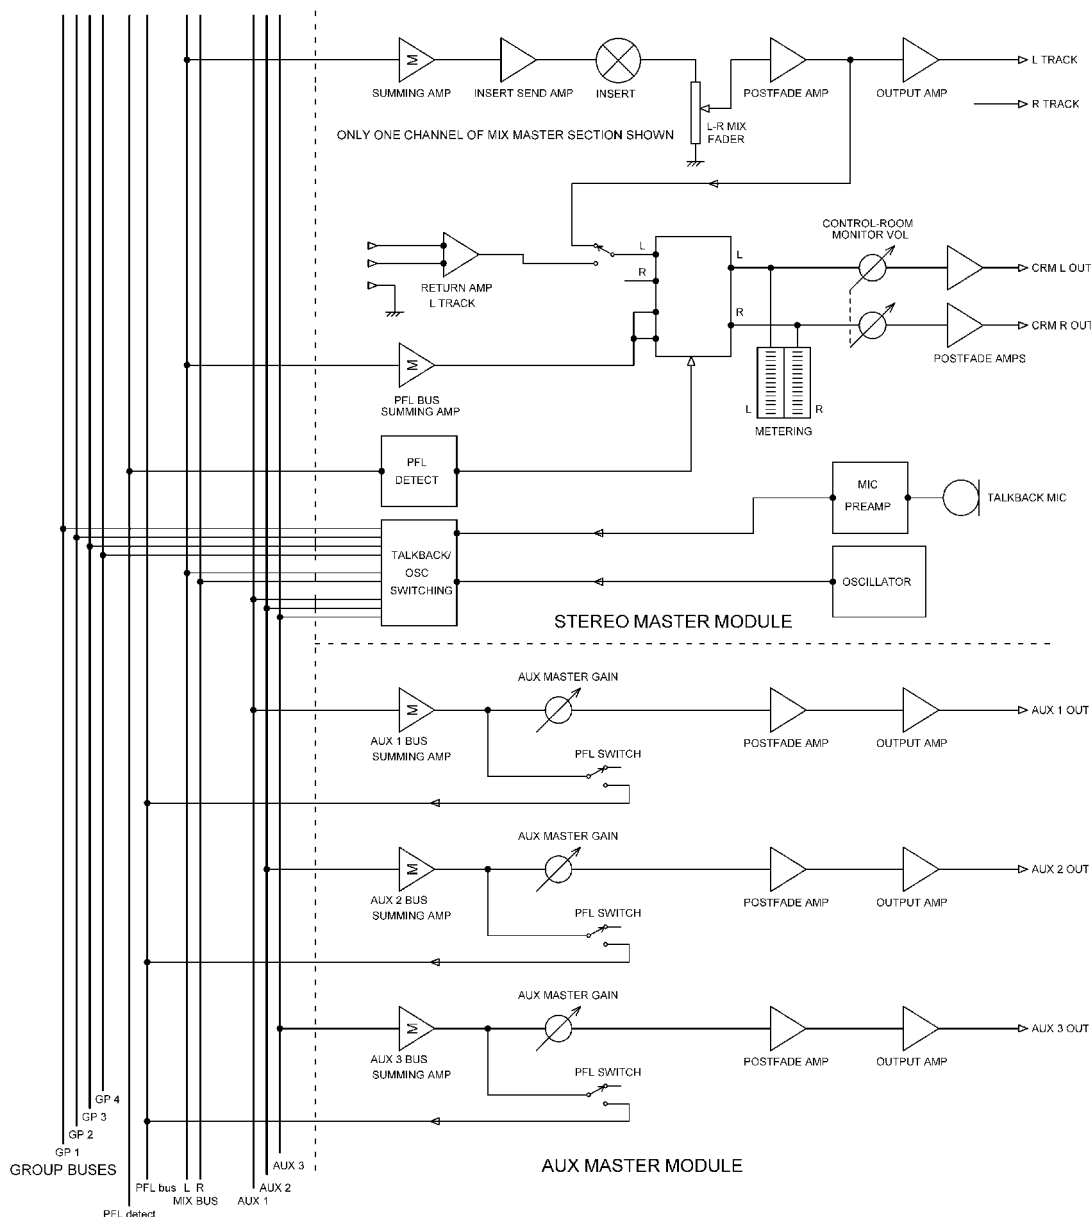 M
SUMMING AMP
INSERT SEND AMP
INSERT
L-R MIX
FADER
POSTFADE AMP
OUTPUT AMP
L TRACK
R TRACK
ONLY ONE CHANNEL OF MIX MASTER SECTION SHOWN
RETURN AMP
L TRACK
L
R
L
R
CONTROL-ROOM
MONITOR VOL
CRM L OUT
CRM R OUT
POSTFADE AMPS
M
PFL BUS
SUMMING AMP
L
R
METERING
PFL
DETECT
MIC
PREAMP
TALKBACK MIC
TALKBACK/
OSC
SWITCHING
OSCILLATOR
STEREO MASTER MODULE
M
AUX 1 BUS
SUMMING AMP
AUX MASTER GAIN
PFL SWITCH
POSTFADE AMP
OUTPUT AMP
AUX 1 OUT
M
AUX 2 BUS
SUMMING AMP
AUX MASTER GAIN
PFL SWITCH
POSTFADE AMP
OUTPUT AMP
AUX 2 OUT
M
AUX 3 BUS
SUMMING AMP
AUX MASTER GAIN
PFL SWITCH
POSTFADE AMP
OUTPUT AMP
AUX 3 OUT
AUX MASTER MODULE
GP 4
GP 3
GP 2
GP 1
GROUP BUSES
PFL detect
PFL bus
L R
MIX BUS
AUX 1
AUX 2
AUX 3